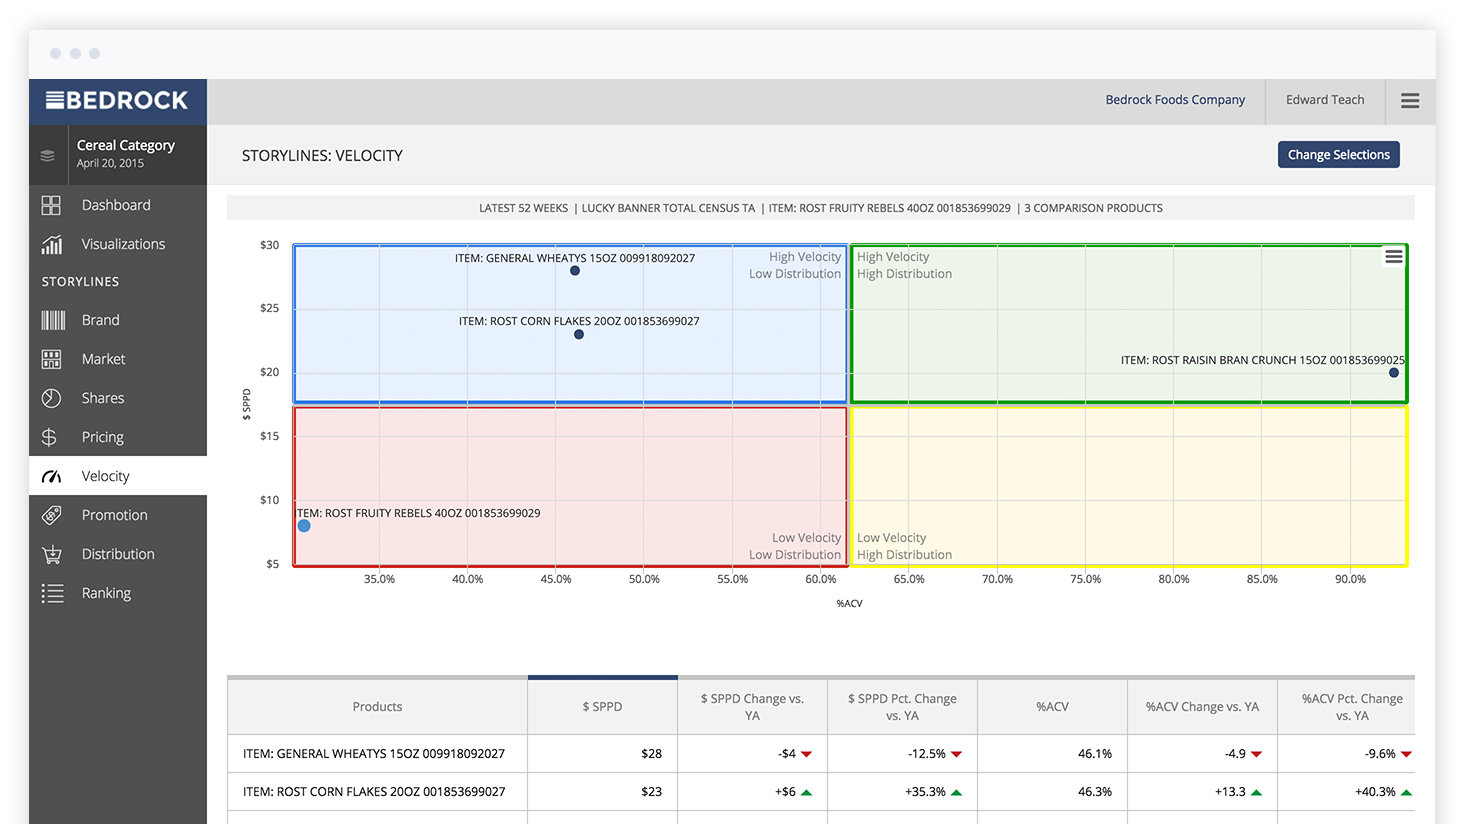 BEDROCK
Bedrock Foods Company
Edward Teach
Cereal Category
April 20, 2015
STORYLINES: VELOCITY
Change Selections
Dashboard
Visualizations
STORYLINES
Brand
Market
Shares
Pricing
Velocity
Promotion
Distribution
Ranking
LATEST 52 WEEKS | LUCKY BANNER TOTAL CENSUS TA | ITEM: ROST FRUITY REBELS 40OZ 001853699029 | 3 COMPARISON PRODUCTS
$ SPPD
$30
$25
$20
$15
$10
$5
ITEM: GENERAL WHEATYS 15OZ 009918092027
High Velocity
Low Distribution
High Velocity
High Distribution
ITEM: ROST CORN FLAKES 20OZ 001853699027
ITEM: ROST RAISIN BRAN CRUNCH 15OZ 001853699025
ITEM: ROST FRUITY REBELS 40OZ 001853699029
Low Velocity
Low Distribution
Low Velocity
High Distribution
35.0% 40.0% 45.0% 50.0% 55.0% 60.0% 65.0% 70.0% 75.0% 80.0% 85.0% 90.0%
%ACV
Products
$ SPPD
$ SPPD Change vs.
YA
$ SPPD Pct. Change
vs. YA
%ACV
%ACV Change vs. YA
%ACV Pct. Change
vs. YA
ITEM: GENERAL WHEATYS 15OZ 009918092027 $28 -$4 -12.5% 46.1% -4.9 -9.6%
ITEM: ROST CORN FLAKES 20OZ 001853699027 $23 +$6 +35.3% 46.3% +13.3 +40.3%